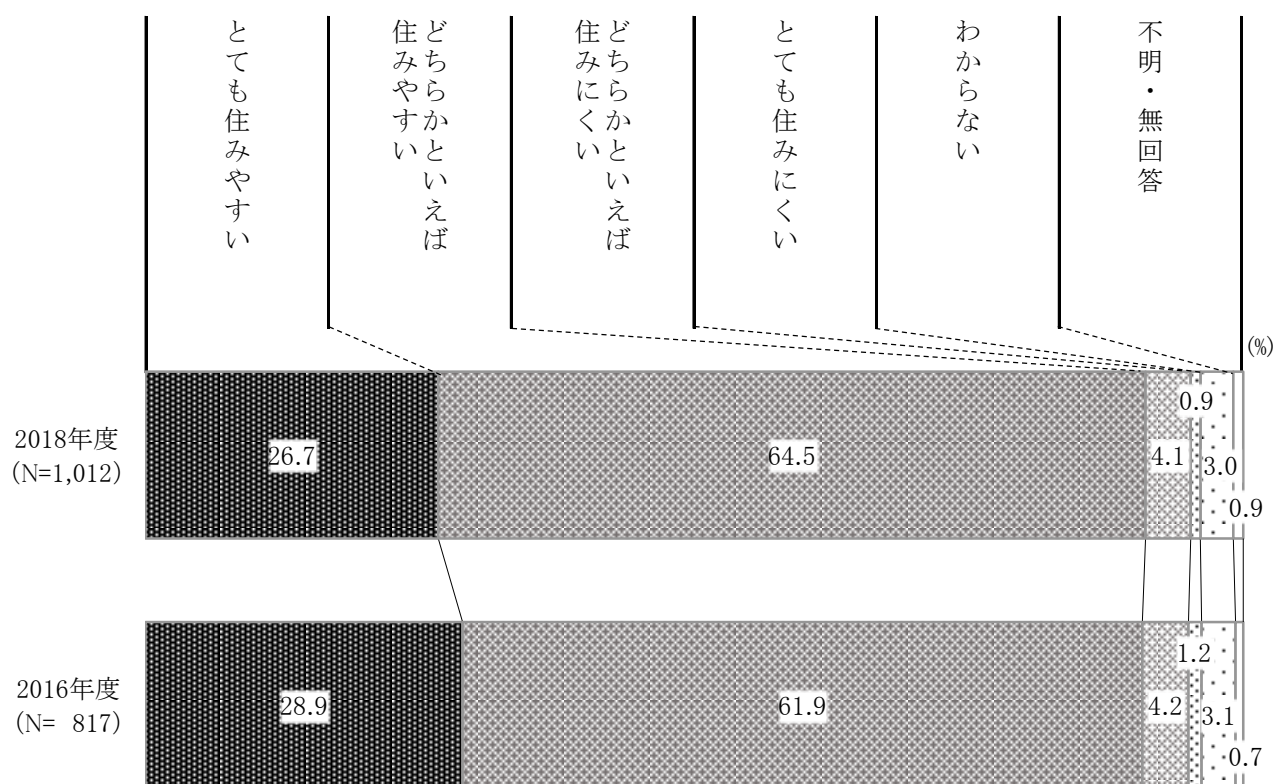 とても住みやすい
どちらかといえば
住みやすい
どちらかといえば
住みにくい
とても住みにくい
わからない
不明・無回答
(%)
2018年度
(N=1,012)
26.7
64.5
4.1
0.9
3.0
0.9
2016年度
(N= 817)
28.9
61.9
4.2
1.2
3.1
0.7